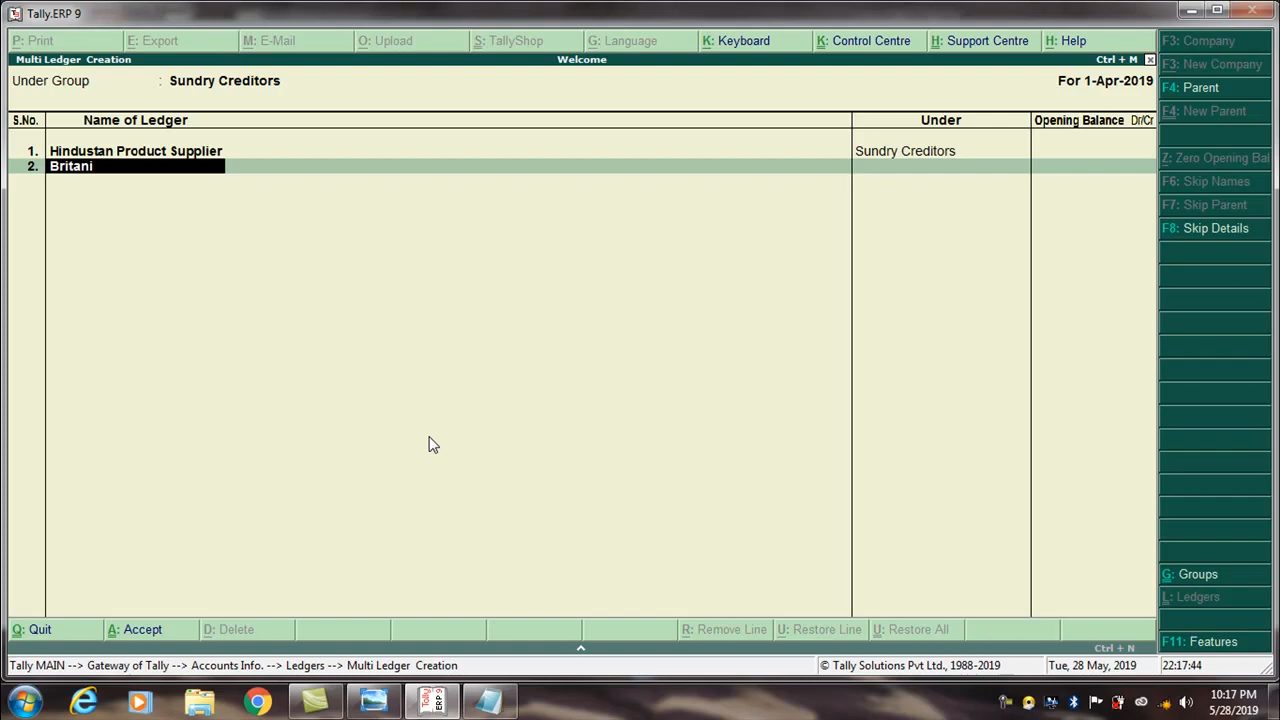 Tally.ERP 9
P: Print E: Export M: E-Mail O: Upload S: TallyShop G: Language K: Keyboard K: Control Centre H: Support Centre H: Help
Multi Ledger Creation Welcome Ctrl + M
Under Group : Sundry Creditors For 1-Apr-2019
S.No. Name of Ledger Under Opening Balance Dr/Cr
1. Hindustan Product Supplier Sundry Creditors
2. Britani
F3: Company
F3: New Company
F4: Parent
F4: New Parent
Z: Zero Opening Bal
F6: Skip Names
F7: Skip Parent
F8: Skip Details
G: Groups
L: Ledgers
F11: Features
Q: Quit A: Accept D: Delete R: Remove Line U: Restore Line U: Restore All
Ctrl + N
Tally MAIN --> Gateway of Tally --> Accounts Info. --> Ledgers --> Multi Ledger Creation © Tally Solutions Pvt Ltd., 1988-2019 Tue, 28 May, 2019 22:17:44
Tally ERP 9
10:17 PM
5/28/2019